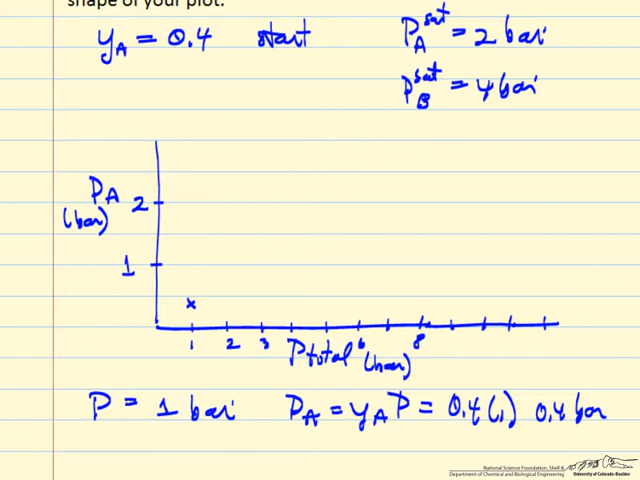 shape of your plot.
y_A = 0.4 start P_A^sat = 2 bar
P_B^sat = 4 bar
P_A
(bar)
2
1
x
1 2 3 6 8
P total (bar)
P = 1 bar P_A = y_A P = 0.4(1) 0.4 bar
National Science Foundation, Shell &
Department of Chemical and Biological Engineering University of Colorado Boulder